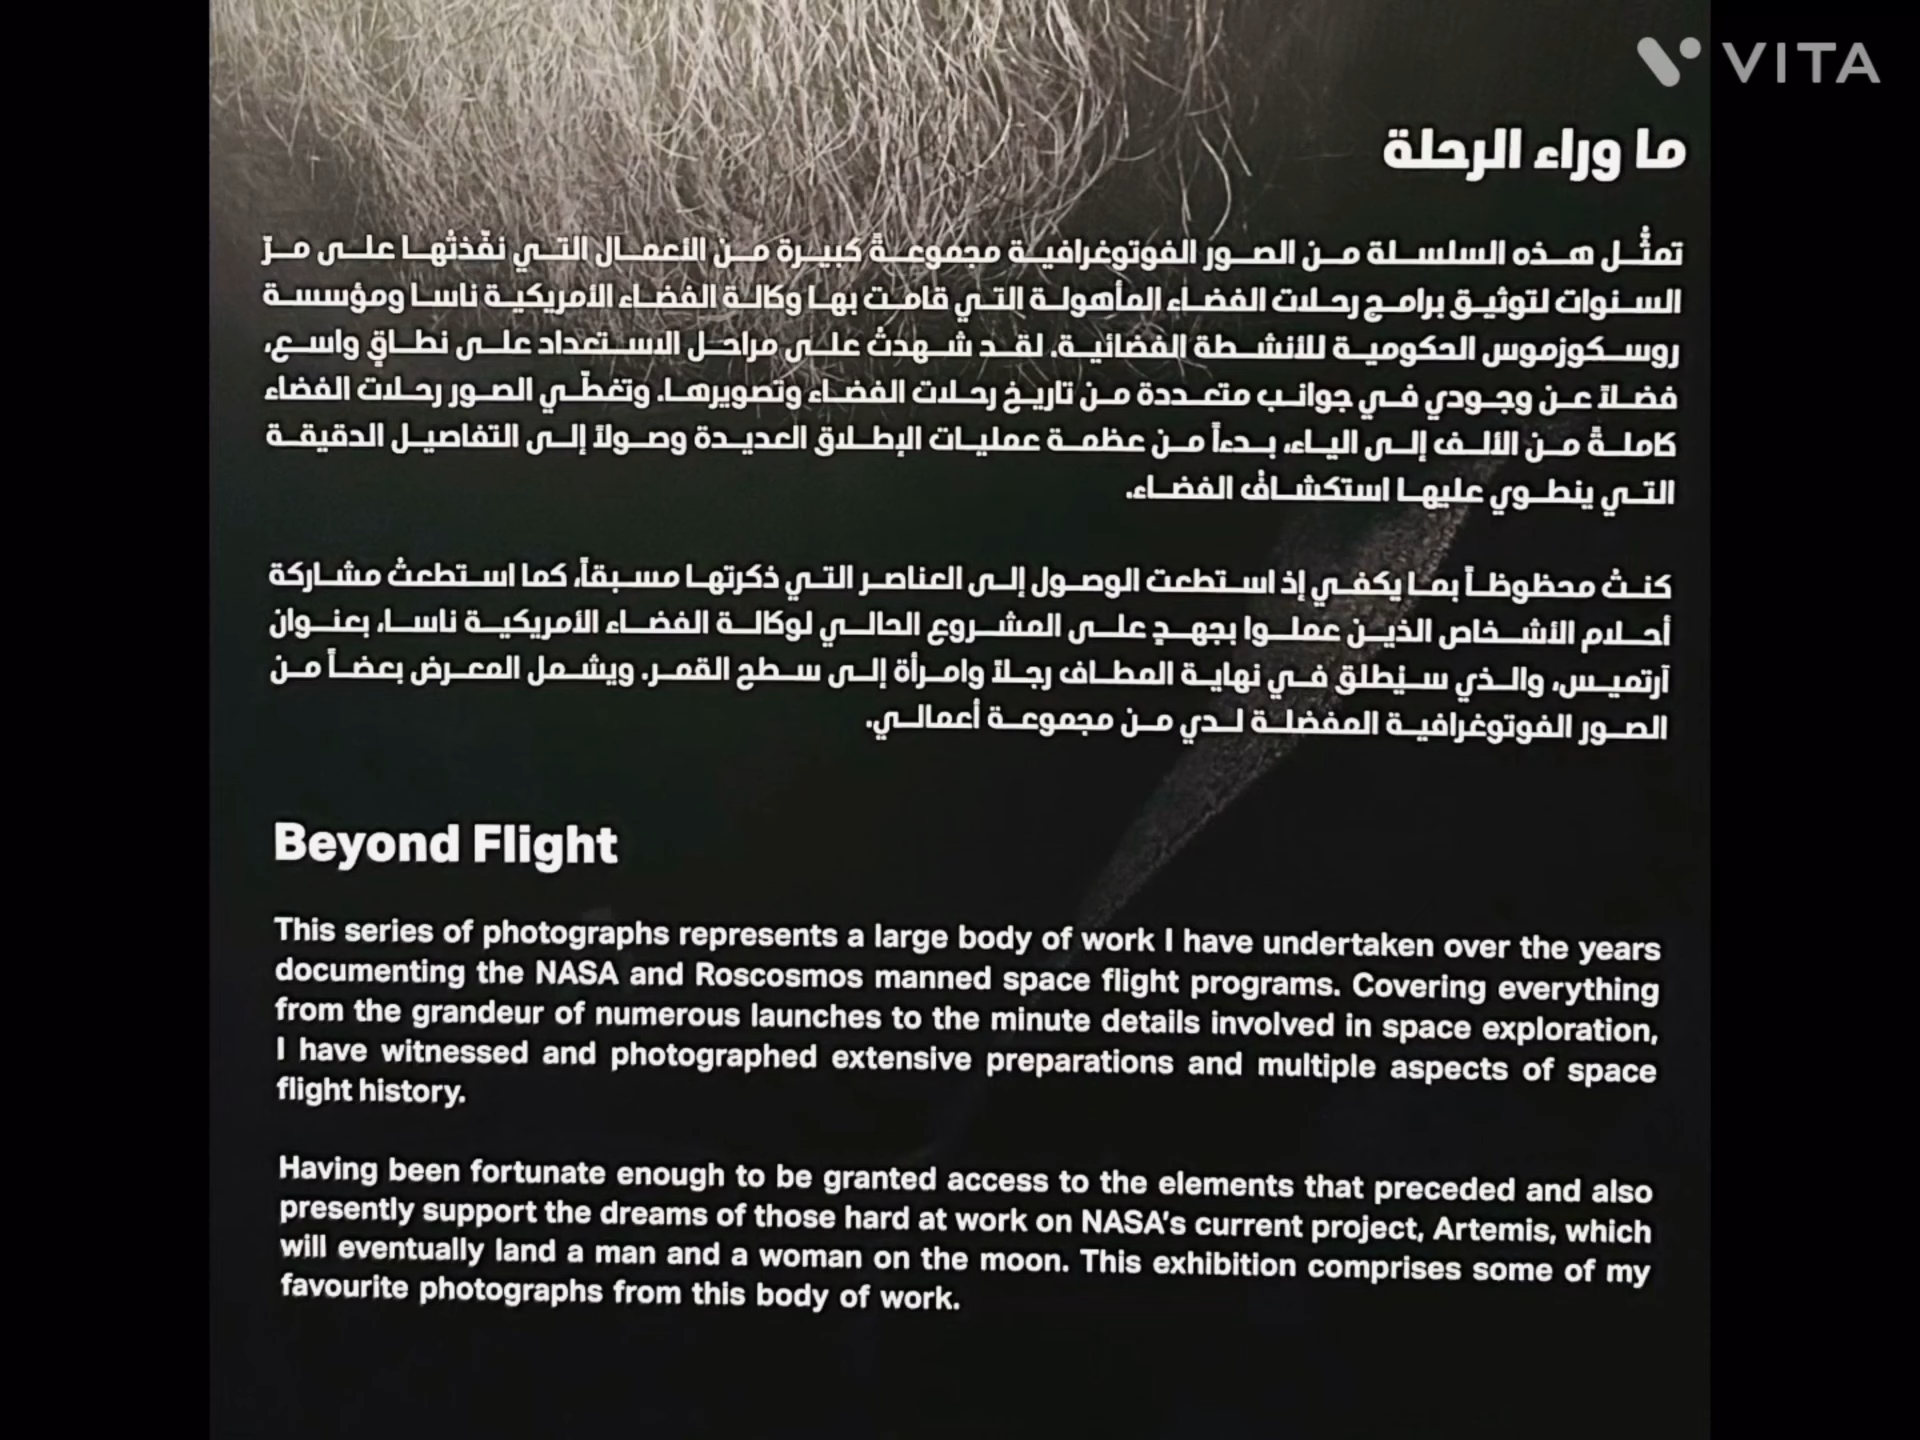 VITA
ما وراء الرحلة
تمثّل هذه السلسلة من الصور الفوتوغرافية مجموعةً كبيرة من الأعمال التي نفّذتُها على مرّ
السنوات لتوثيق برامج رحلات الفضاء المأهولة التي قامت بها وكالة الفضاء الأمريكية ناسا ومؤسسة
روسكوزموس الحكومية للأنشطة الفضائية. لقد شهدتُ على مراحل الاستعداد على نطاقٍ واسع،
فضلاً عن وجودي في جوانب متعددة من تاريخ رحلات الفضاء وتصويرها. وتغطّي الصور رحلات الفضاء
كاملةً من الألف إلى الياء، بدءاً من عظمة عمليات الإطلاق العديدة وصولاً إلى التفاصيل الدقيقة
التي ينطوي عليها استكشاف الفضاء.
كنتُ محظوظاً بما يكفي إذ استطعت الوصول إلى العناصر التي ذكرتها مسبقاً، كما استطعتُ مشاركة
أحلام الأشخاص الذين عملوا بجهدٍ على المشروع الحالي لوكالة الفضاء الأمريكية ناسا، بعنوان
آرتميس، والذي سيُطلق في نهاية المطاف رجلاً وامرأة إلى سطح القمر. ويشمل المعرض بعضاً من
الصور الفوتوغرافية المفضلة لدي من مجموعة أعمالي.
Beyond Flight
This series of photographs represents a large body of work I have undertaken over the years
documenting the NASA and Roscosmos manned space flight programs. Covering everything
from the grandeur of numerous launches to the minute details involved in space exploration,
I have witnessed and photographed extensive preparations and multiple aspects of space
flight history.
Having been fortunate enough to be granted access to the elements that preceded and also
presently support the dreams of those hard at work on NASA's current project, Artemis, which
will eventually land a man and a woman on the moon. This exhibition comprises some of my
favourite photographs from this body of work.